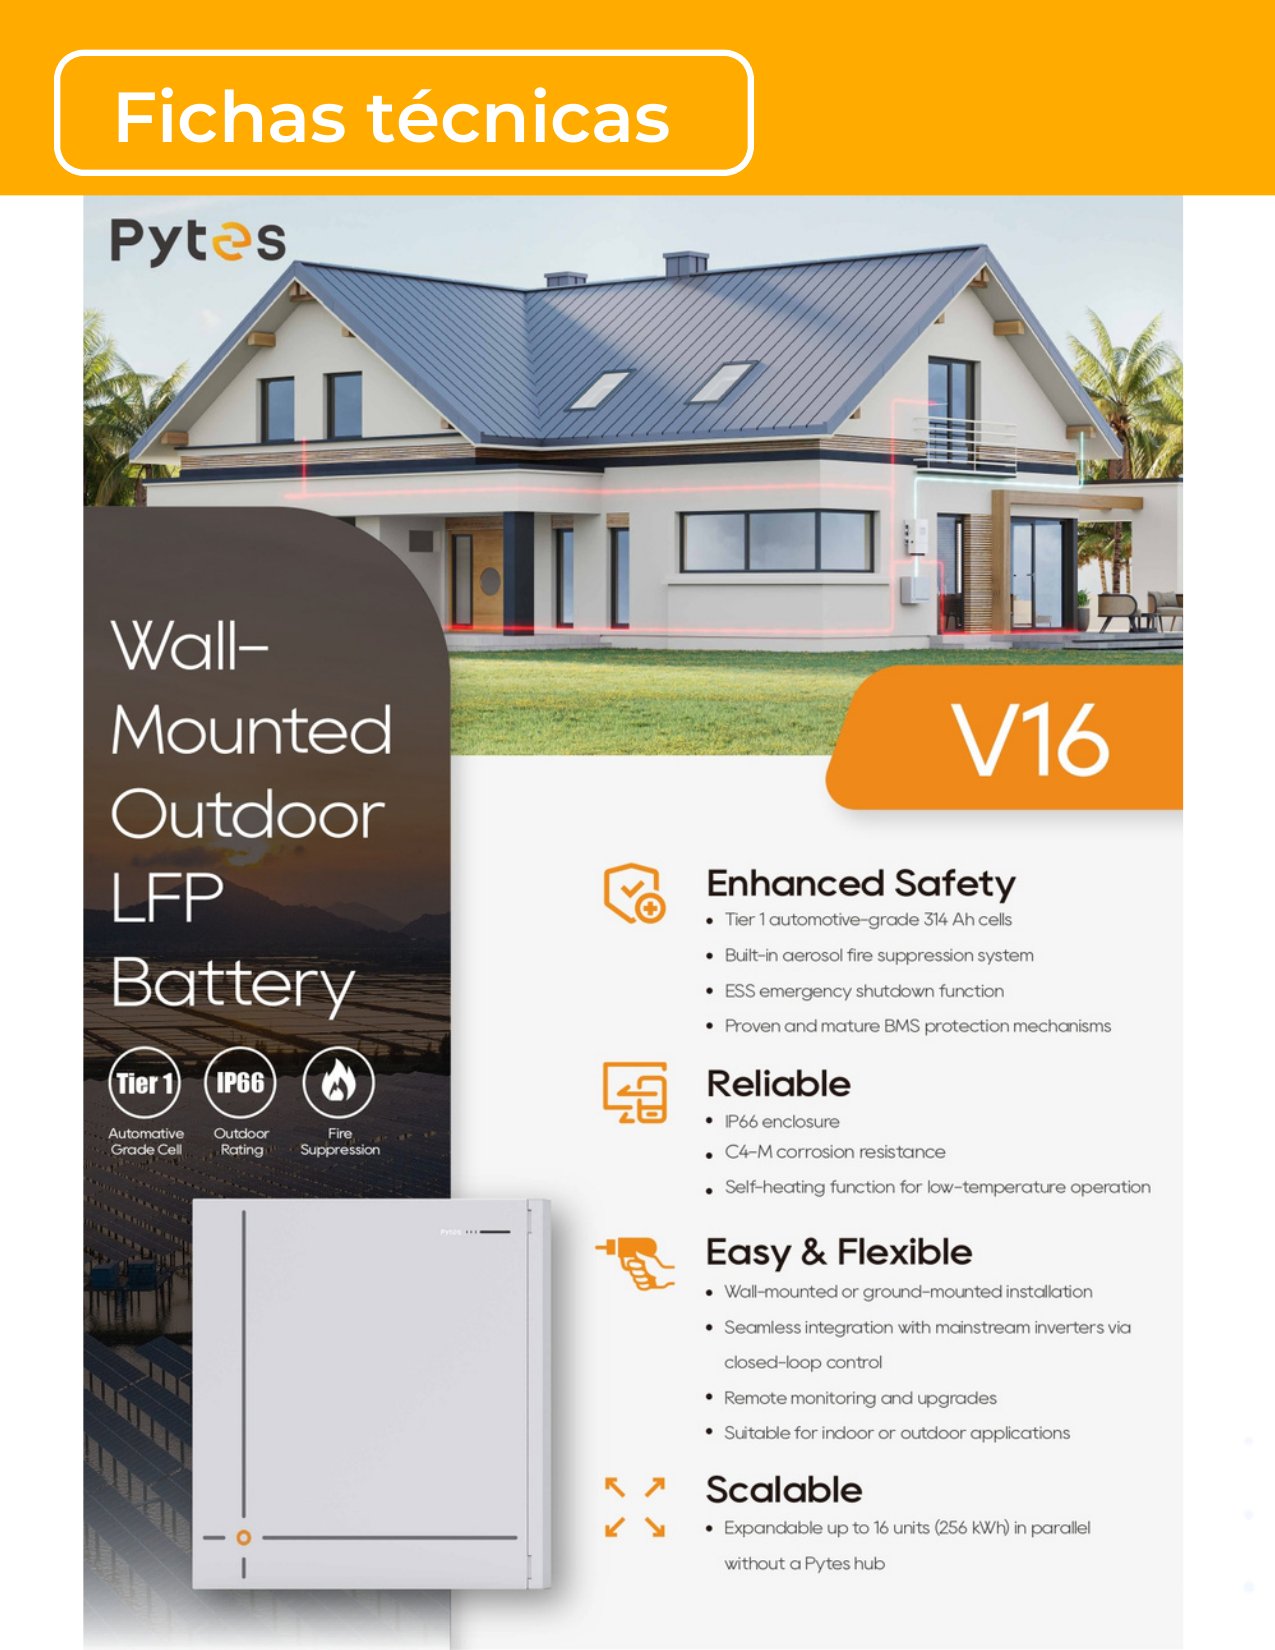 Fichas técnicas
Pytes
Wall-
Mounted
Outdoor
LFP
Battery
Tier 1
IP66
Automative
Grade Cell
Outdoor
Rating
Fire
Suppression
Pytes
V16
Enhanced Safety
• Tier 1 automotive-grade 314 Ah cells
• Built-in aerosol fire suppression system
• ESS emergency shutdown function
• Proven and mature BMS protection mechanisms
Reliable
• IP66 enclosure
• C4-M corrosion resistance
• Self-heating function for low-temperature operation
Easy & Flexible
• Wall-mounted or ground-mounted installation
• Seamless integration with mainstream inverters via
closed-loop control
• Remote monitoring and upgrades
• Suitable for indoor or outdoor applications
Scalable
• Expandable up to 16 units (256 kWh) in parallel
without a Pytes hub